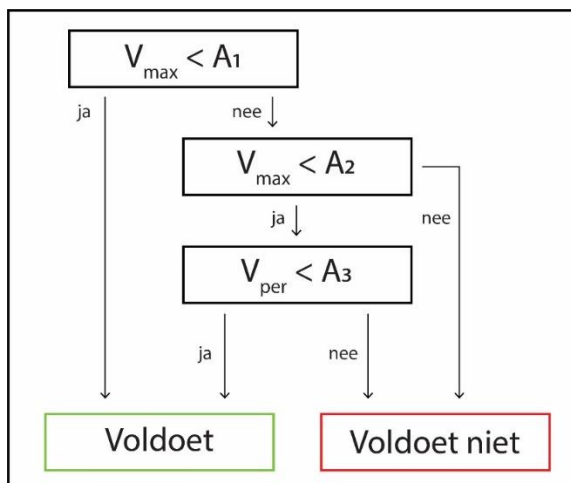 V_max < A1
ja
nee
V_max < A2
ja
nee
V_per < A3
ja
nee
Voldoet
Voldoet niet